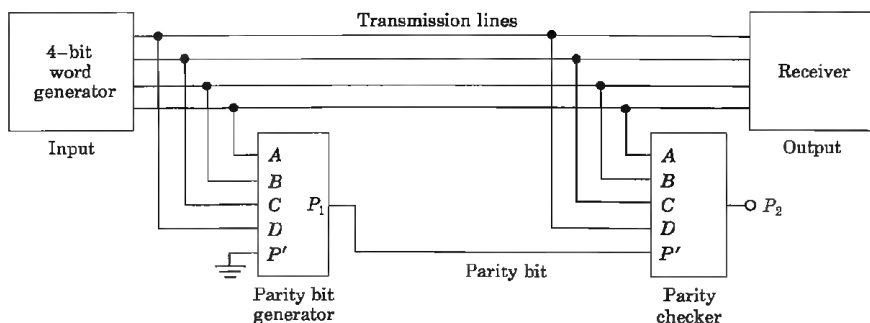 Transmission lines
4-bit
word
generator
Receiver
Input
Output
A
B
C
D
P'
P₁
A
B
C
D
P'
P₂
Parity bit
Parity bit
generator
Parity
checker